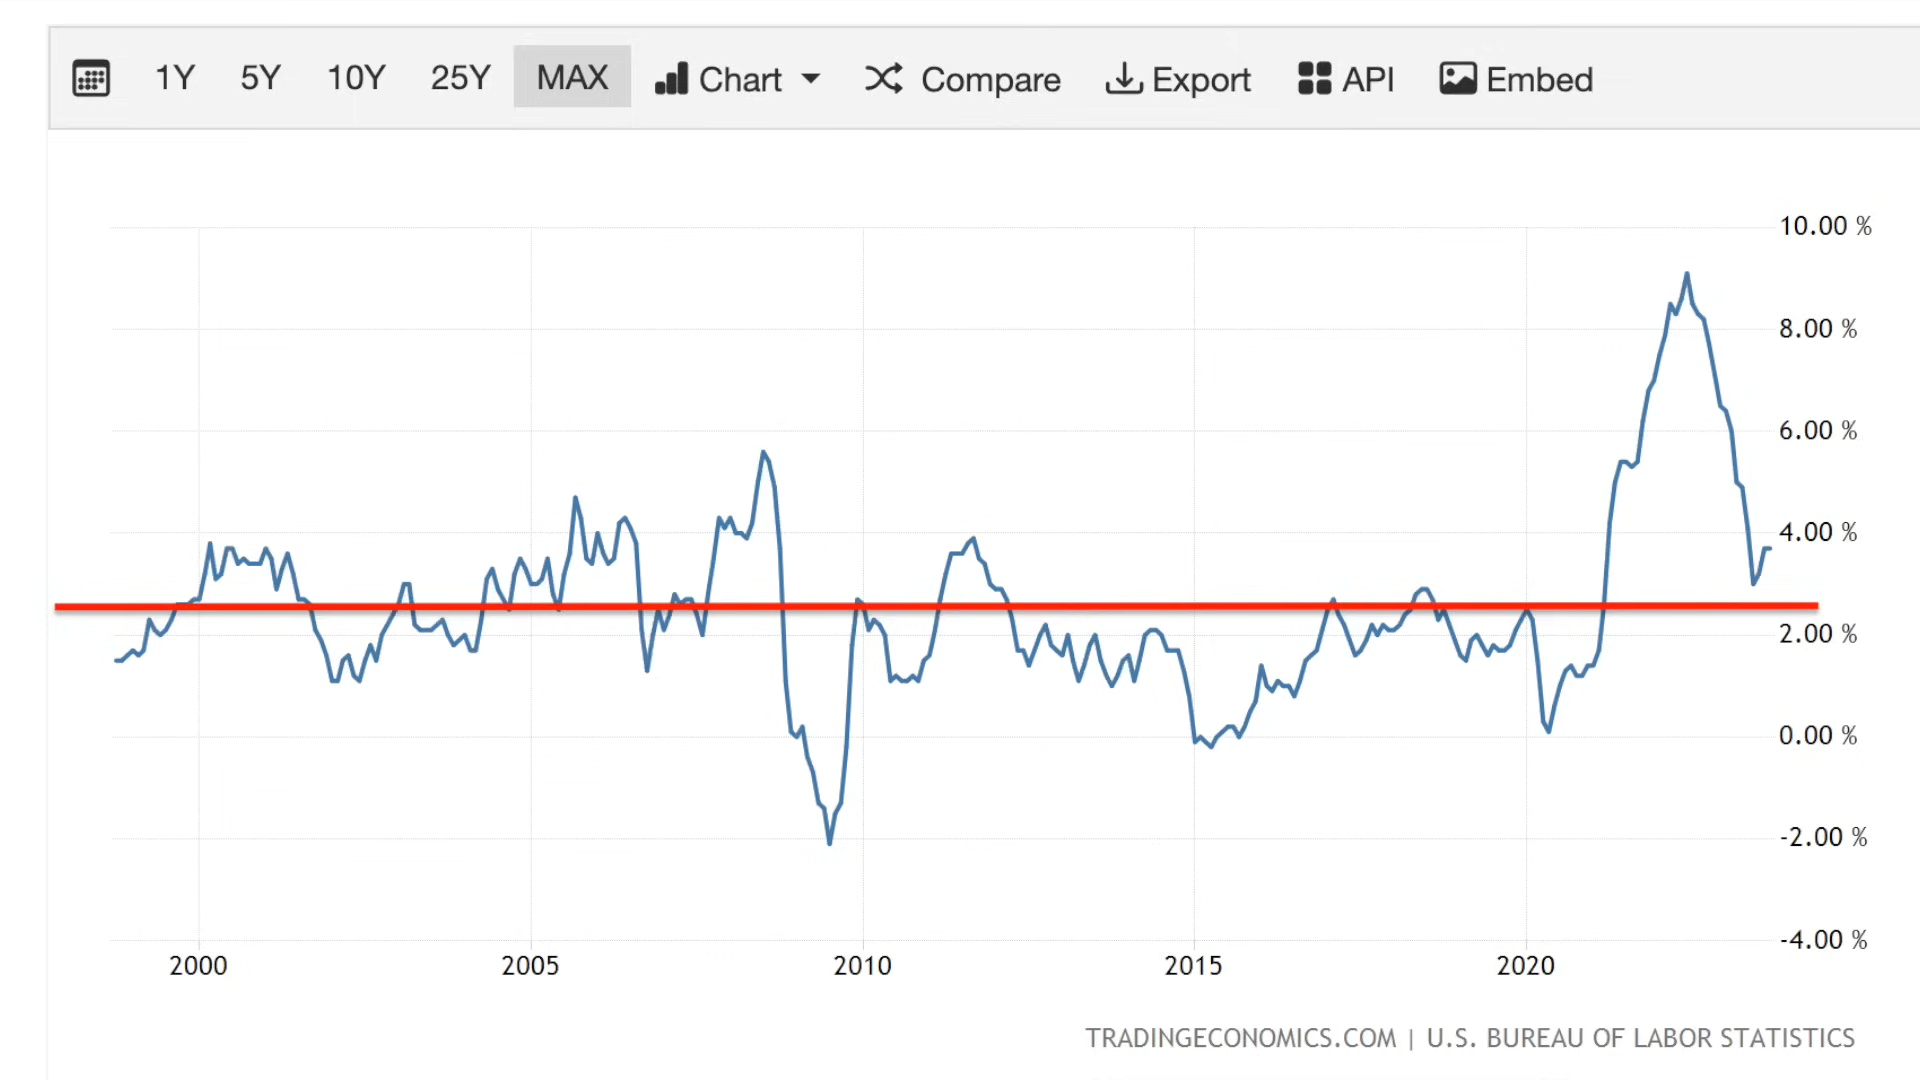 1Y 5Y 10Y 25Y MAX Chart Compare Export API Embed
10.00 %
8.00 %
6.00 %
4.00 %
2.00 %
0.00 %
-2.00 %
-4.00 %
2000 2005 2010 2015 2020
TRADINGECONOMICS.COM | U.S. BUREAU OF LABOR STATISTICS